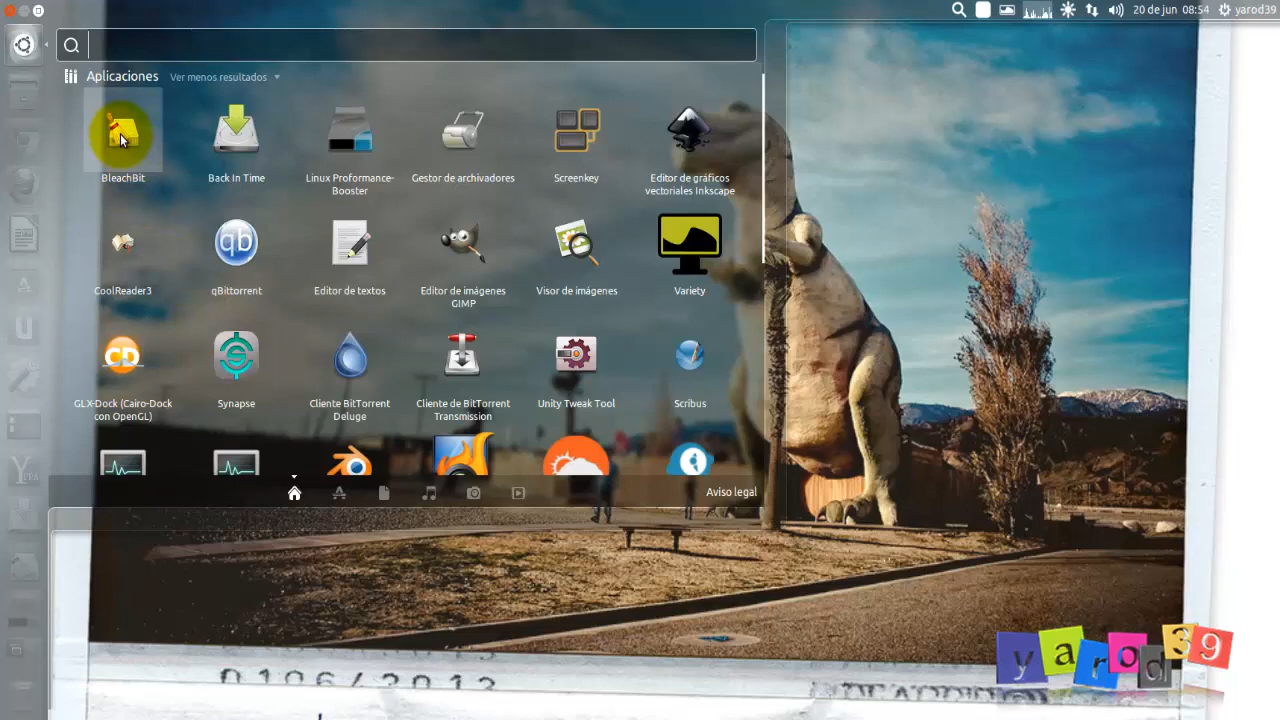 20 de jun 08:54 yarod39
Aplicaciones Ver menos resultados
BleachBit
Back In Time
Linux Proformance-
Booster
Gestor de archivadores
Screenkey
Editor de gráficos
vectoriales Inkscape
CoolReader3
qBittorrent
Editor de textos
Editor de imágenes
GIMP
Visor de imágenes
Variety
GLX-Dock (Cairo-Dock
con OpenGL)
Synapse
Cliente BitTorrent
Deluge
Cliente de BitTorrent
Transmission
Unity Tweak Tool
Scribus
Aviso legal
yarod39